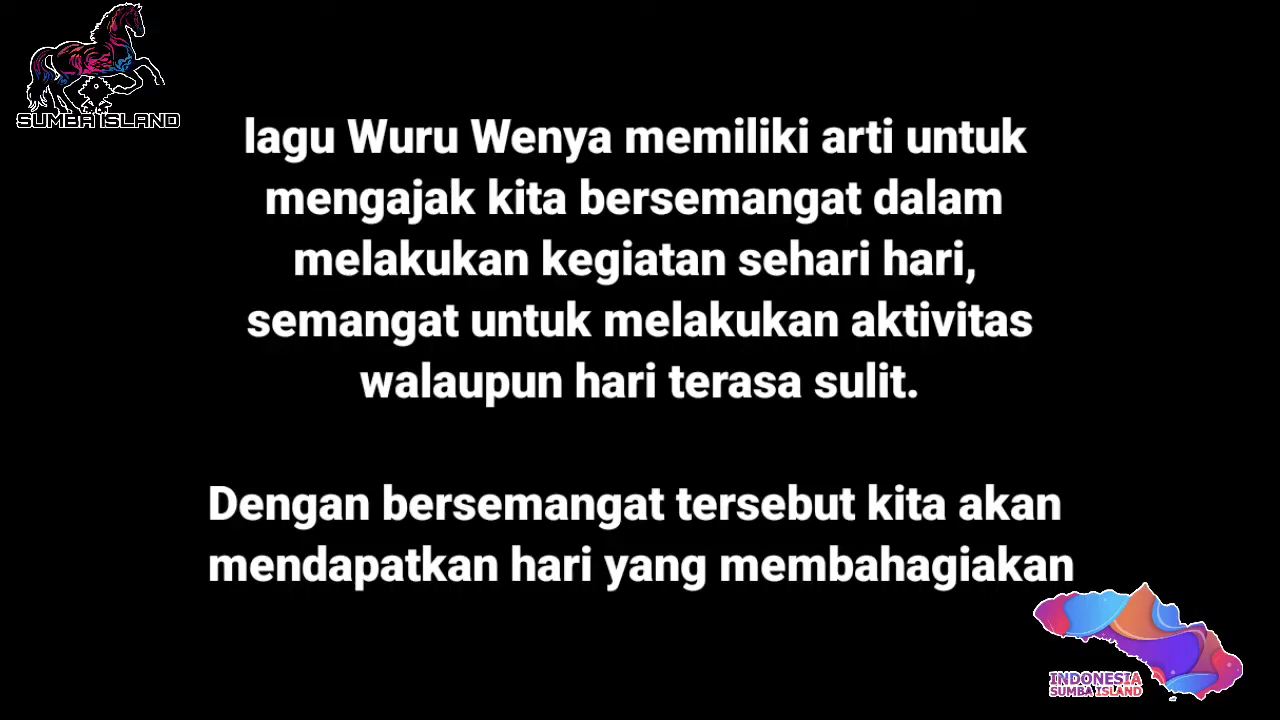 SUMBA ISLAND
lagu Wuru Wenya memiliki arti untuk
mengajak kita bersemangat dalam
melakukan kegiatan sehari hari,
semangat untuk melakukan aktivitas
walaupun hari terasa sulit.
Dengan bersemangat tersebut kita akan
mendapatkan hari yang membahagiakan
INDONESIA
SUMBA ISLAND